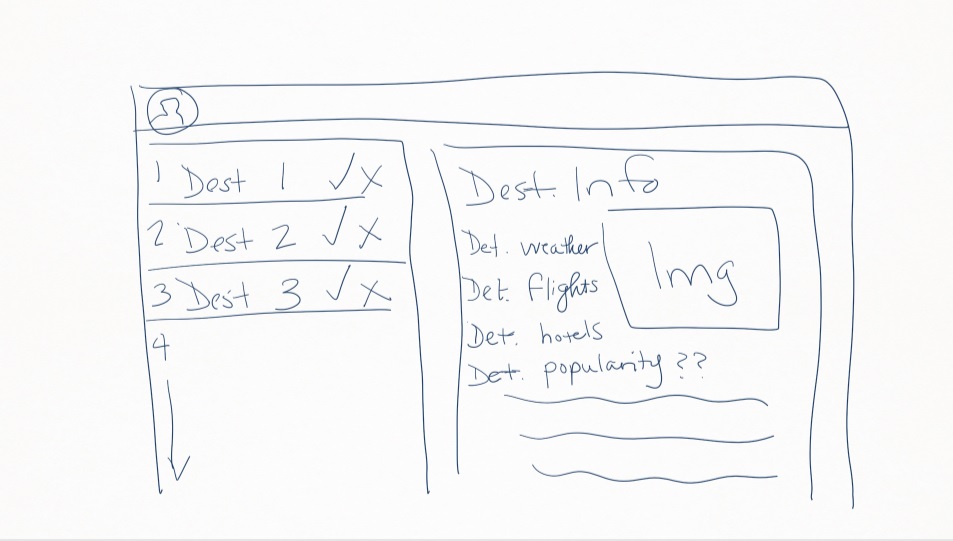 1 Dest 1 ✓ X
2 Dest 2 ✓ X
3 Dest 3 ✓ X
4
Dest. Info
Det. weather
Det. flights
Det. hotels
Det. popularity ??
Img